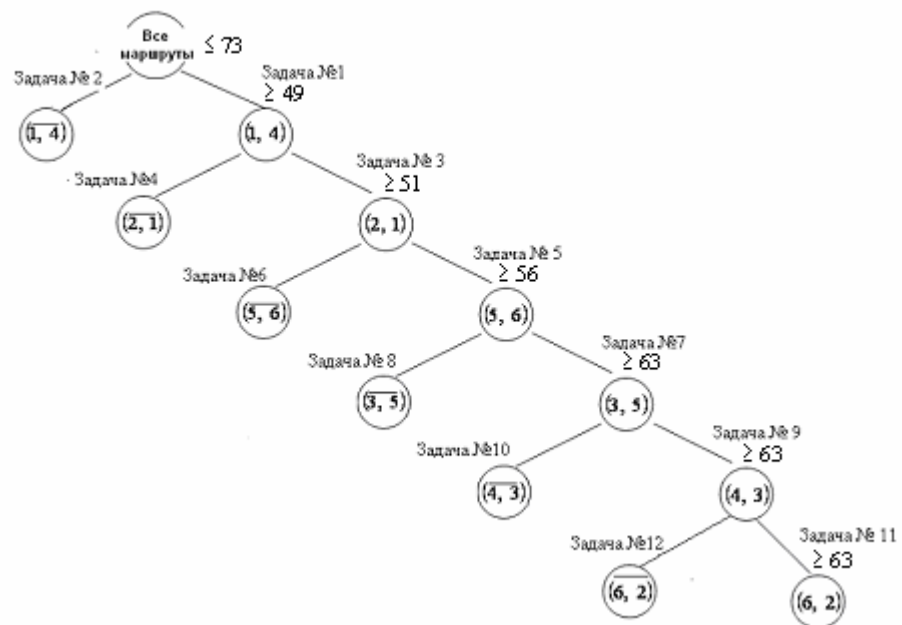 Все
маршруты
≤ 73
Задача № 2
Задача №1
≥ 49
(1, 4)
(1, 4)
Задача №4
Задача № 3
≥ 51
(2, 1)
(2, 1)
Задача №6
Задача № 5
≥ 56
(5, 6)
(5, 6)
Задача № 8
Задача №7
≥ 63
(3, 5)
(3, 5)
Задача №10
Задача № 9
≥ 63
(4, 3)
(4, 3)
Задача №12
Задача № 11
≥ 63
(6, 2)
(6, 2)